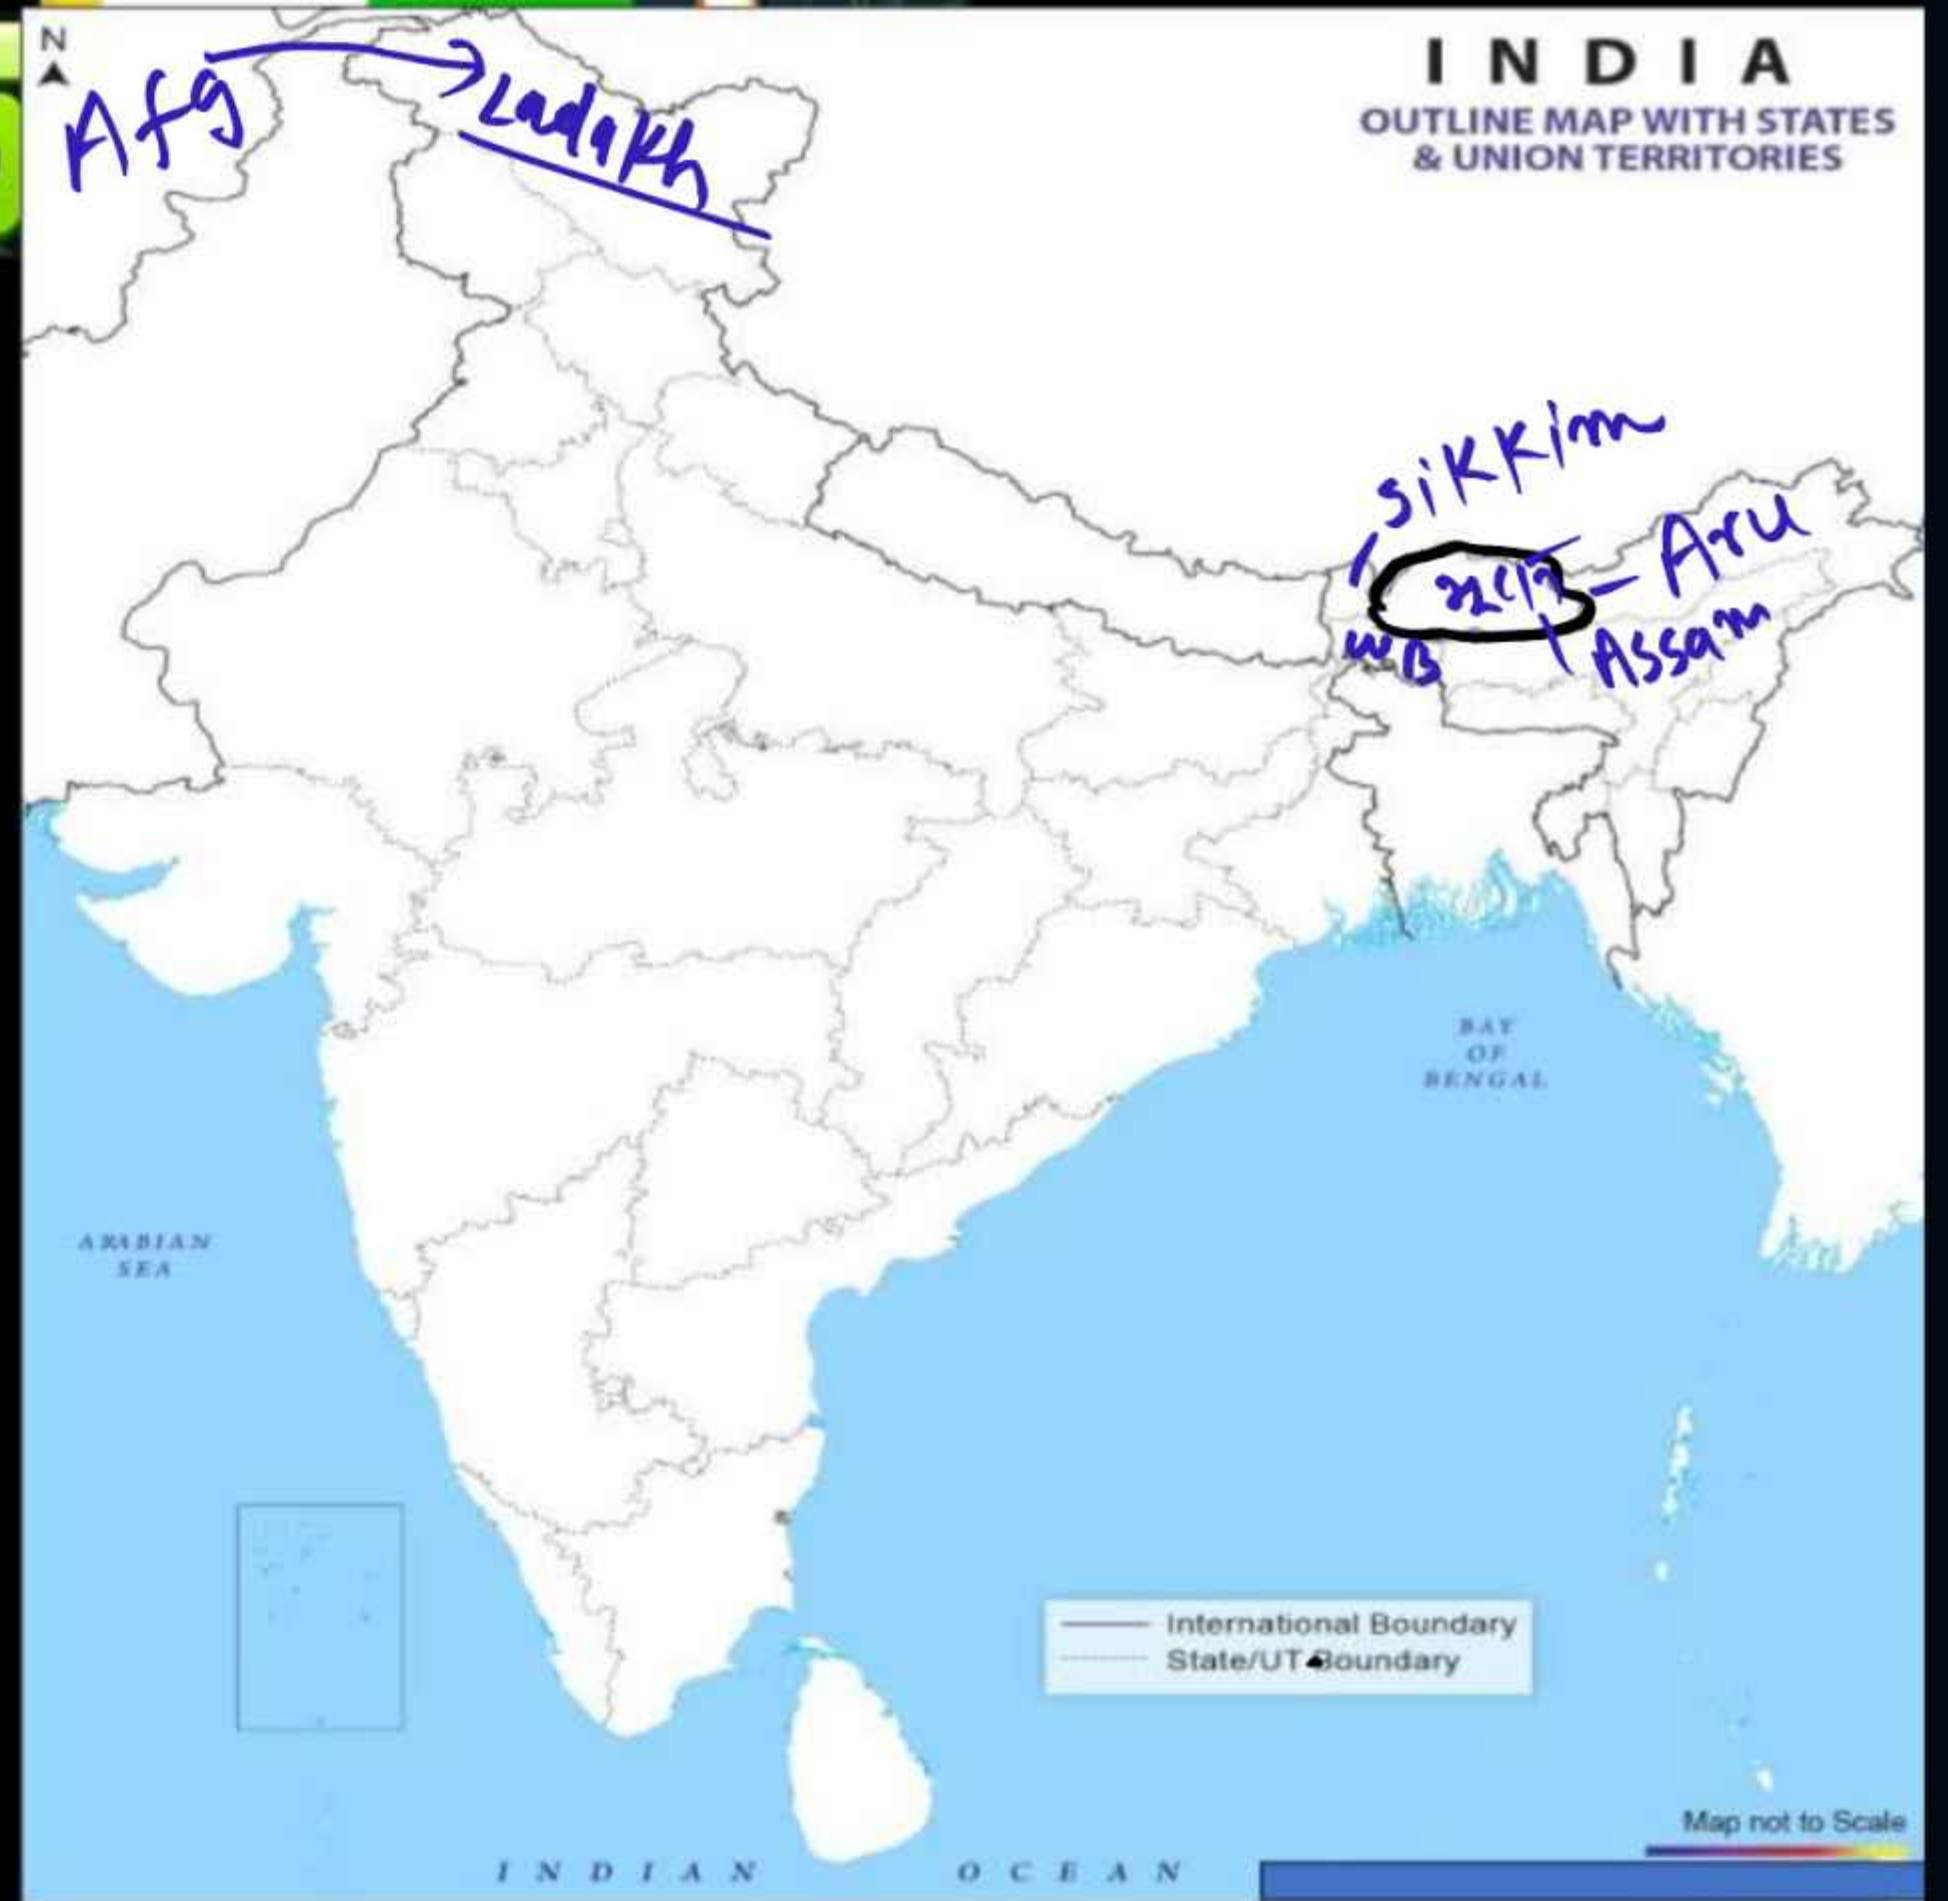 N
INDIA
OUTLINE MAP WITH STATES
& UNION TERRITORIES
Afg
Ladakh
Sikkim
Aru
WB
Assam
BAY
OF
BENGAL
ARABIAN
SEA
International Boundary
State/UT Boundary
Map not to Scale
INDIAN OCEAN